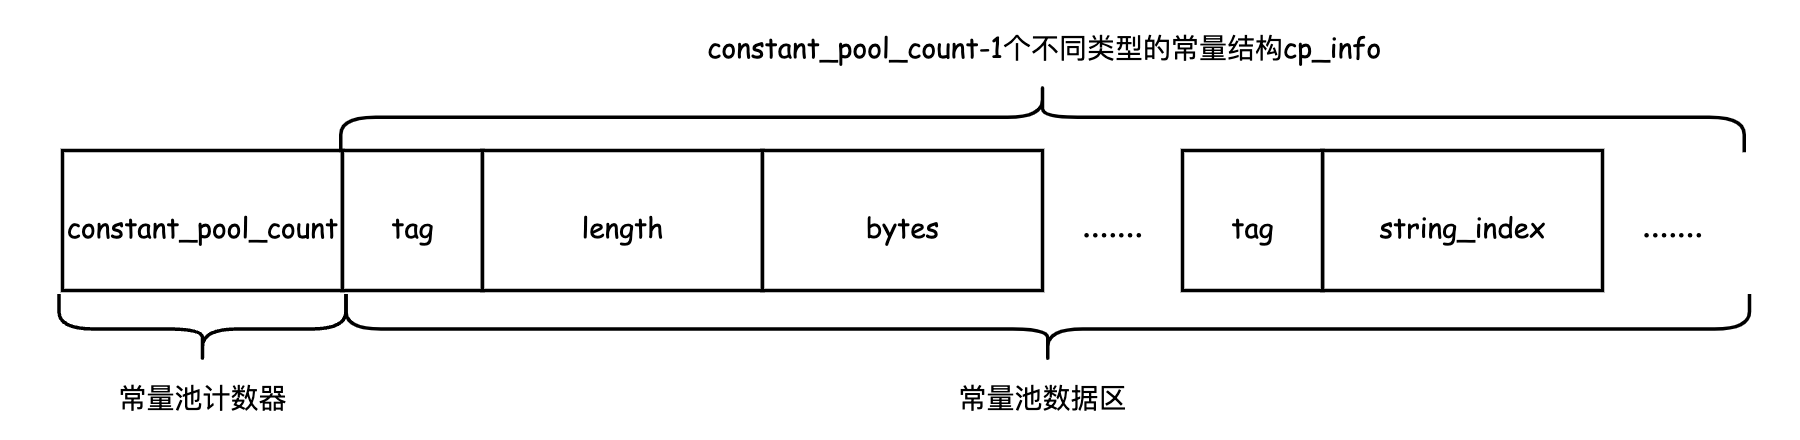 constant_pool_count-1个不同类型的常量结构cp_info
constant_pool_count tag length bytes ....... tag string_index .......
常量池计数器 常量池数据区